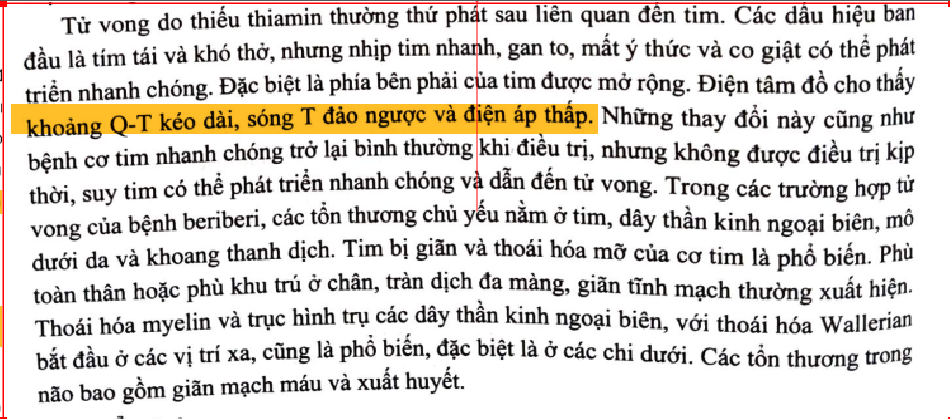 Tử vong do thiếu thiamin thường thứ phát sau liên quan đến tim. Các dấu hiệu ban
đầu là tím tái và khó thở, nhưng nhịp tim nhanh, gan to, mất ý thức và co giật có thể phát
triển nhanh chóng. Đặc biệt là phía bên phải của tim được mở rộng. Điện tâm đồ cho thấy
khoảng Q-T kéo dài, sóng T đảo ngược và điện áp thấp. Những thay đổi này cũng như
bệnh cơ tim nhanh chóng trở lại bình thường khi điều trị, nhưng không được điều trị kịp
thời, suy tim có thể phát triển nhanh chóng và dẫn đến tử vong. Trong các trường hợp tử
vong của bệnh beriberi, các tổn thương chủ yếu nằm ở tim, dây thần kinh ngoại biên, mô
dưới da và khoang thanh dịch. Tim bị giãn và thoái hóa mỡ của cơ tim là phổ biến. Phù
toàn thân hoặc phù khu trú ở chân, tràn dịch đa màng, giãn tĩnh mạch thường xuất hiện.
Thoái hóa myelin và trục hình trụ các dây thần kinh ngoại biên, với thoái hóa Wallerian
bắt đầu ở các vị trí xa, cũng là phổ biến, đặc biệt là ở các chi dưới. Các tổn thương trong
não bao gồm giãn mạch máu và xuất huyết.